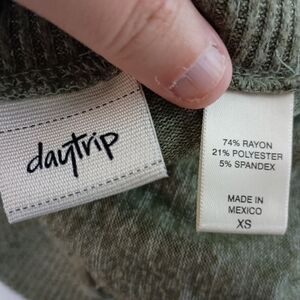 daytrip
74% RAYON
21% POLYESTER
5% SPANDEX
MADE IN
MEXICO
XS